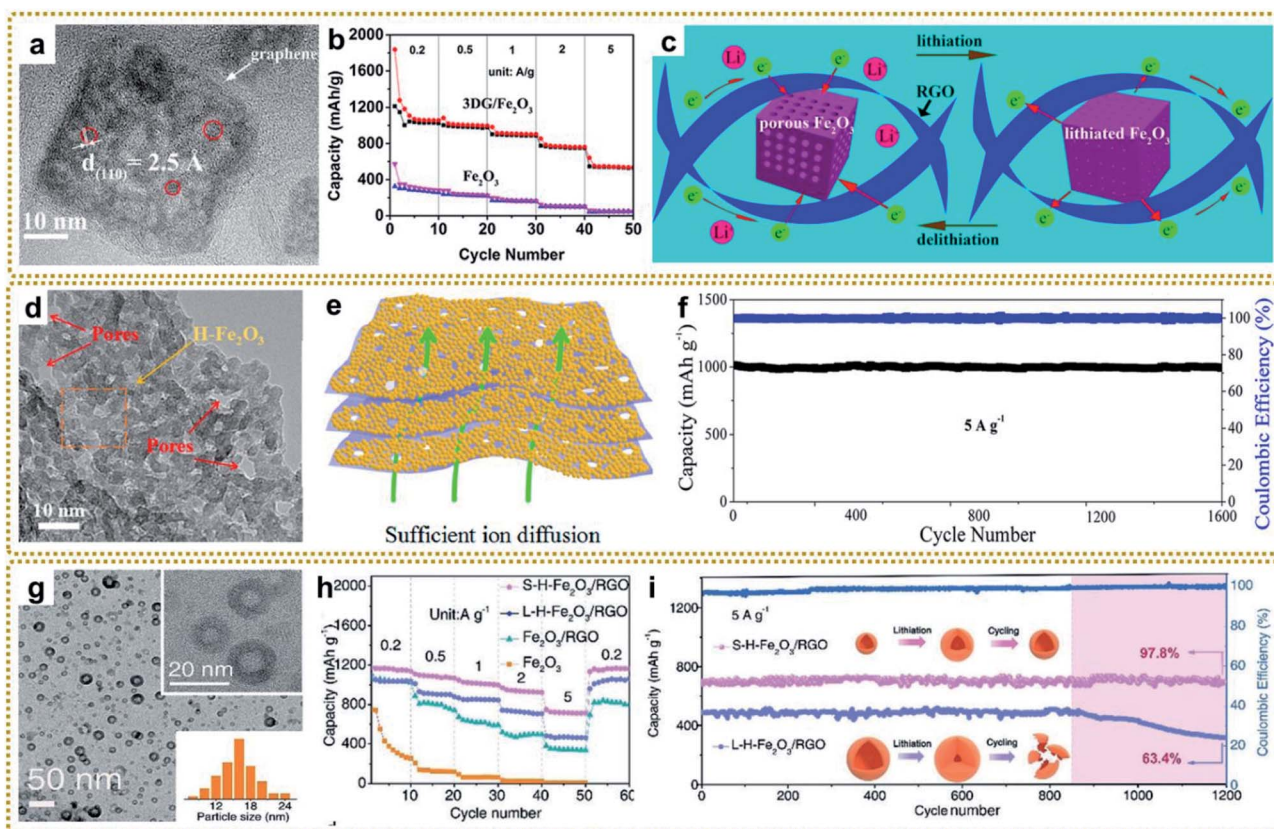 a
graphene
d(110)= 2.5 Å
10 nm
b
2000
1600
1200
800
400
0
0.2 0.5 1 2 5
unit: A/g
3DG/Fe2O3
Fe2O3
Capacity (mAh/g)
0 10 20 30 40 50
Cycle Number
c
lithiation
Li+ e- e- Li+ e- e-
RGO
e- porous Fe2O3 Li+ lithiated Fe2O3
e- e- e- e-
Li+ e- e- e-
delithiation
d
Pores
H-Fe2O3
Pores
10 nm
e
Sufficient ion diffusion
f
1500
1000
500
0
Capacity (mAh g-1)
5 A g-1
100
80
60
40
20
0
Coulombic Efficiency (%)
0 400 800 1200 1600
Cycle Number
g
20 nm
50 nm
12 18 24
Particle size (nm)
h
2000
1600
1200
800
400
0
Capacity (mAh g-1)
Unit:A g-1
S-H-Fe2O3/RGO
L-H-Fe2O3/RGO
Fe2O3/RGO
Fe2O3
0.2 0.5 1 2 5 0.2
10 20 30 40 50 60
Cycle number
i
1200
800
400
0
Capacity (mAh g-1)
5 A g-1
S-H-Fe2O3/RGO
Lithiation Cycling
97.8%
L-H-Fe2O3/RGO
Lithiation Cycling
63.4%
100
80
60
40
20
0
Coulombic Efficiency (%)
0 200 400 600 800 1000 1200
Cycle number